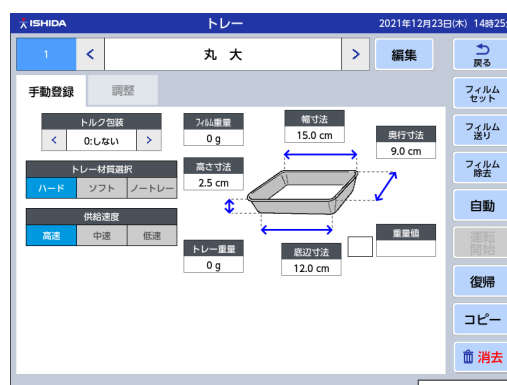 ISHIDA トレー 2021年12月23日(木) 14時25
1 < 丸 大 > 編集 戻る
手動登録 調整
フィルム
セット
トルク包装
< 0:しない >
フィルム重量
0 g
幅寸法
15.0 cm
奥行寸法
9.0 cm
フィルム
送り
トレー材質選択
ハード ソフト ノートレー
高さ寸法
2.5 cm
フィルム
除去
供給速度
高速 中速 低速
自動
トレー重量
0 g
底辺寸法
12.0 cm
重量値
運転
開始
復帰
コピー
消去